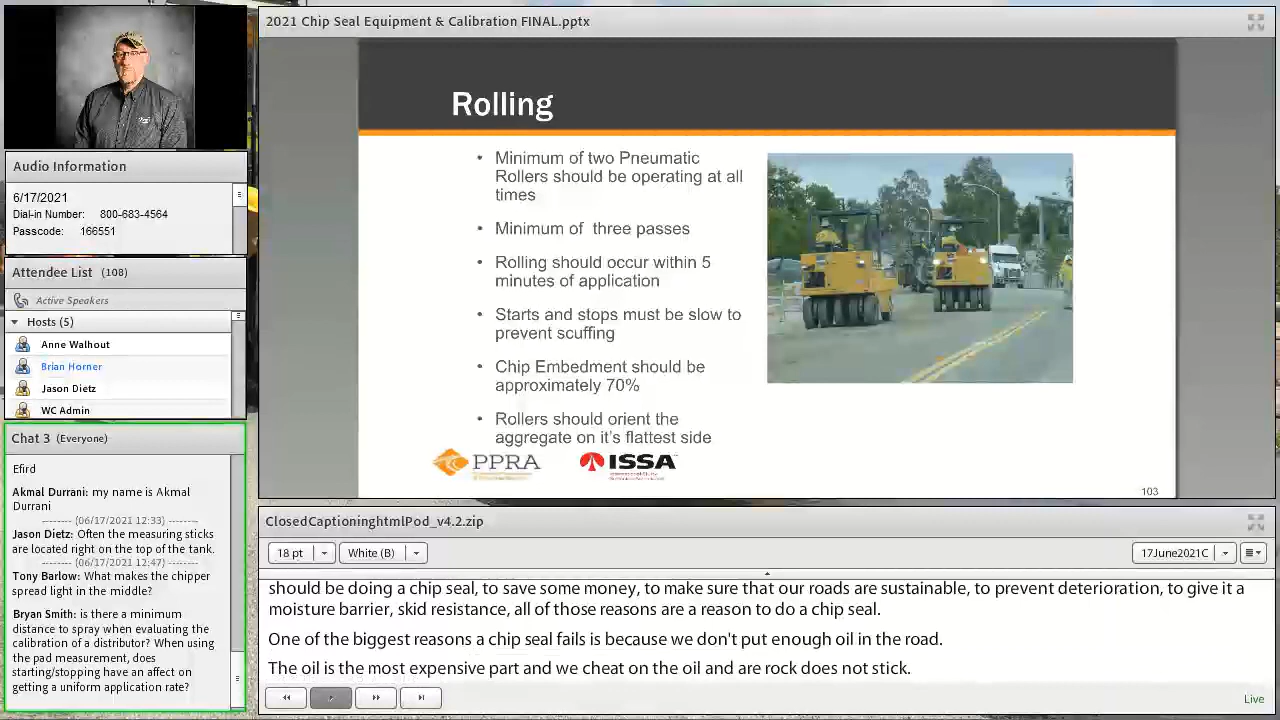 2021 Chip Seal Equipment & Calibration FINAL.pptx
Audio Information
6/17/2021
Dial-in Number: 800-683-4564
Passcode: 166551
Attendee List (108)
Active Speakers
Hosts (5)
Anne Walhout
Brian Horner
Jason Dietz
WC Admin
Chat 3 (Everyone)
Efird
Akmal Durrani: my name is Akmal
Durrani
-------- (06/17/2021 12:33) -------
Jason Dietz: Often the measuring sticks
are located right on the top of the tank.
-------- (06/17/2021 12:47) -------
Tony Barlow: What makes the chipper
spread light in the middle?
Bryan Smith: is there a minimum
distance to spray when evaluating the
calibration of a distributor? When using
the pad measurement, does
starting/stopping have an affect on
getting a uniform application rate?
Rolling
• Minimum of two Pneumatic
Rollers should be operating at all
times
• Minimum of three passes
• Rolling should occur within 5
minutes of application
• Starts and stops must be slow to
prevent scuffing
• Chip Embedment should be
approximately 70%
• Rollers should orient the
aggregate on it's flattest side
PPRA
ISSA
103
ClosedCaptioninghtmlPod_v4.2.zip
18 pt
White (B)
17June2021C
should be doing a chip seal, to save some money, to make sure that our roads are sustainable, to prevent deterioration, to give it a
moisture barrier, skid resistance, all of those reasons are a reason to do a chip seal.
One of the biggest reasons a chip seal fails is because we don't put enough oil in the road.
The oil is the most expensive part and we cheat on the oil and are rock does not stick.
Live